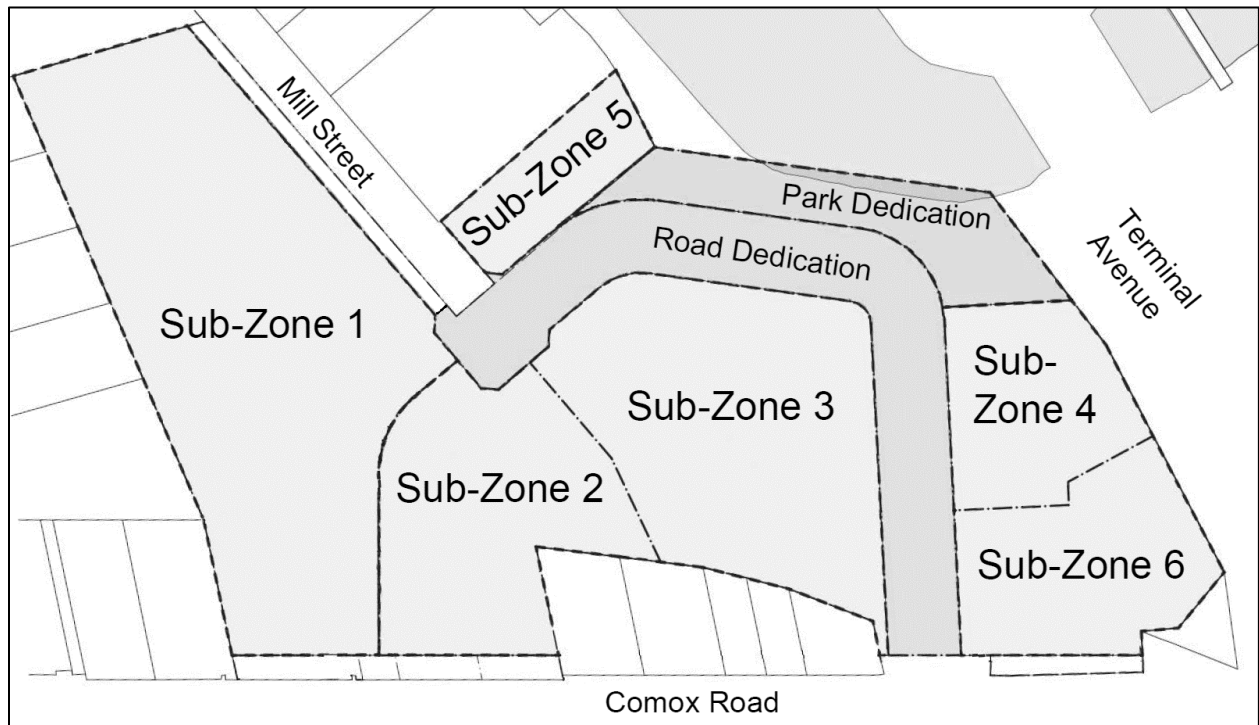 Mill Street
Sub-Zone 5
Park Dedication
Road Dedication
Terminal
Avenue
Sub-Zone 1
Sub-Zone 3
Sub-
Zone 4
Sub-Zone 2
Sub-Zone 6
Comox Road